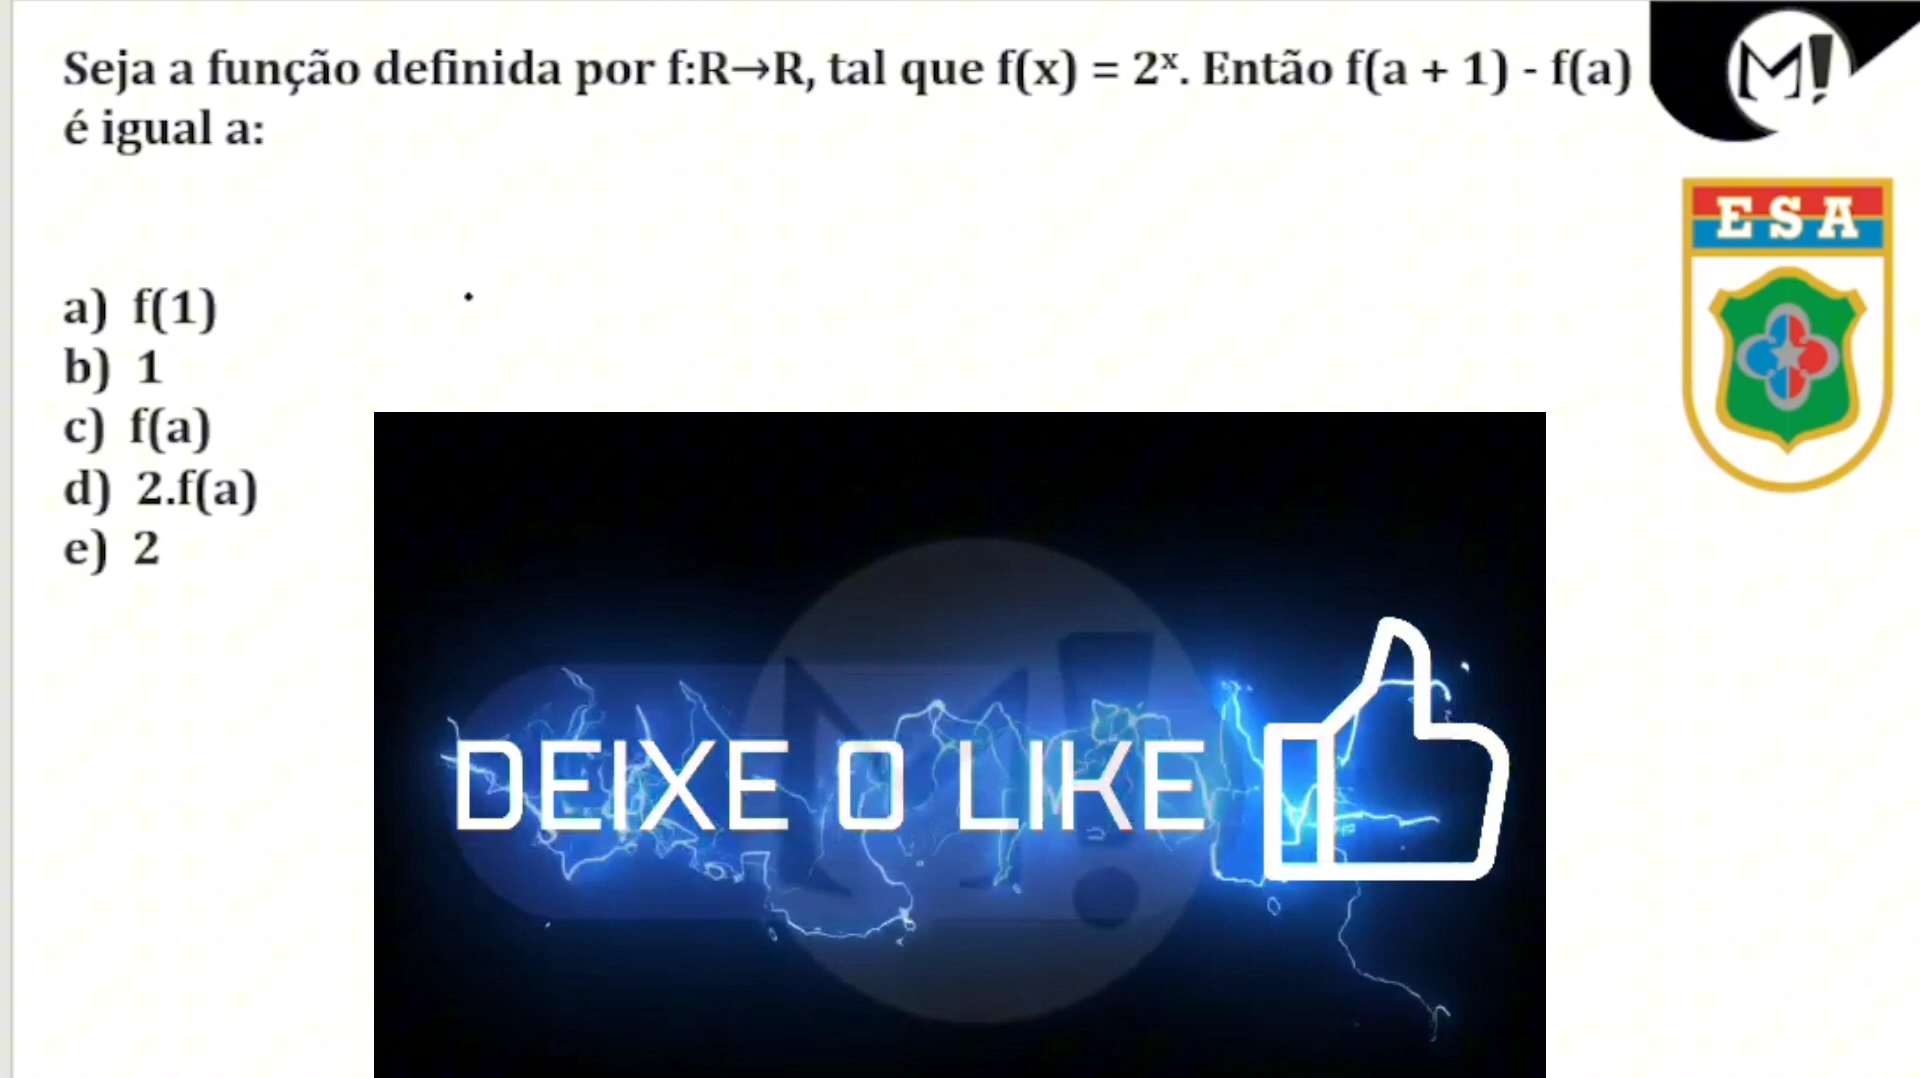 Seja a função definida por f:R→R, tal que f(x) = 2ˣ. Então f(a + 1) - f(a)
é igual a:
M!
ESA
a) f(1)
b) 1
c) f(a)
d) 2.f(a)
e) 2
M!
DEIXE O LIKE